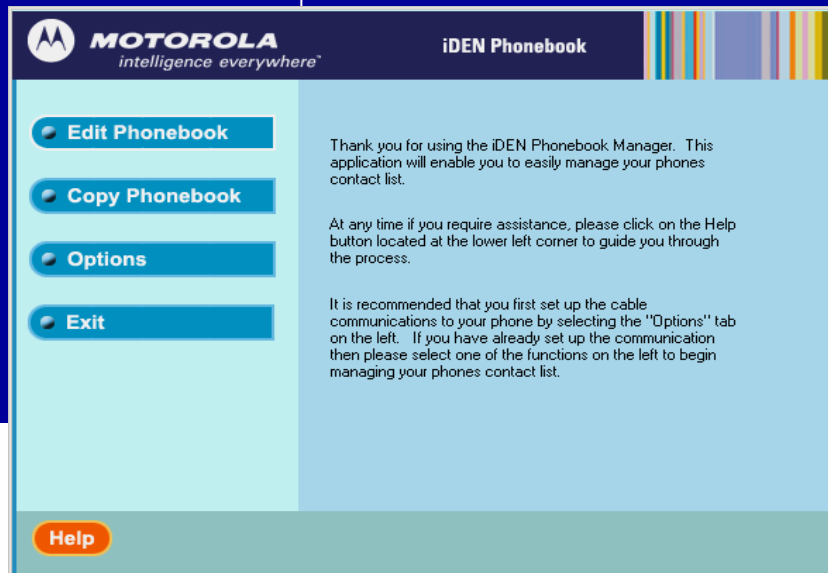 MOTOROLA
intelligence everywhere™
iDEN Phonebook
Edit Phonebook
Copy Phonebook
Options
Exit
Thank you for using the iDEN Phonebook Manager. This
application will enable you to easily manage your phones
contact list.
At any time if you require assistance, please click on the Help
button located at the lower left corner to guide you through
the process.
It is recommended that you first set up the cable
communications to your phone by selecting the "Options" tab
on the left. If you have already set up the communication
then please select one of the functions on the left to begin
managing your phones contact list.
Help